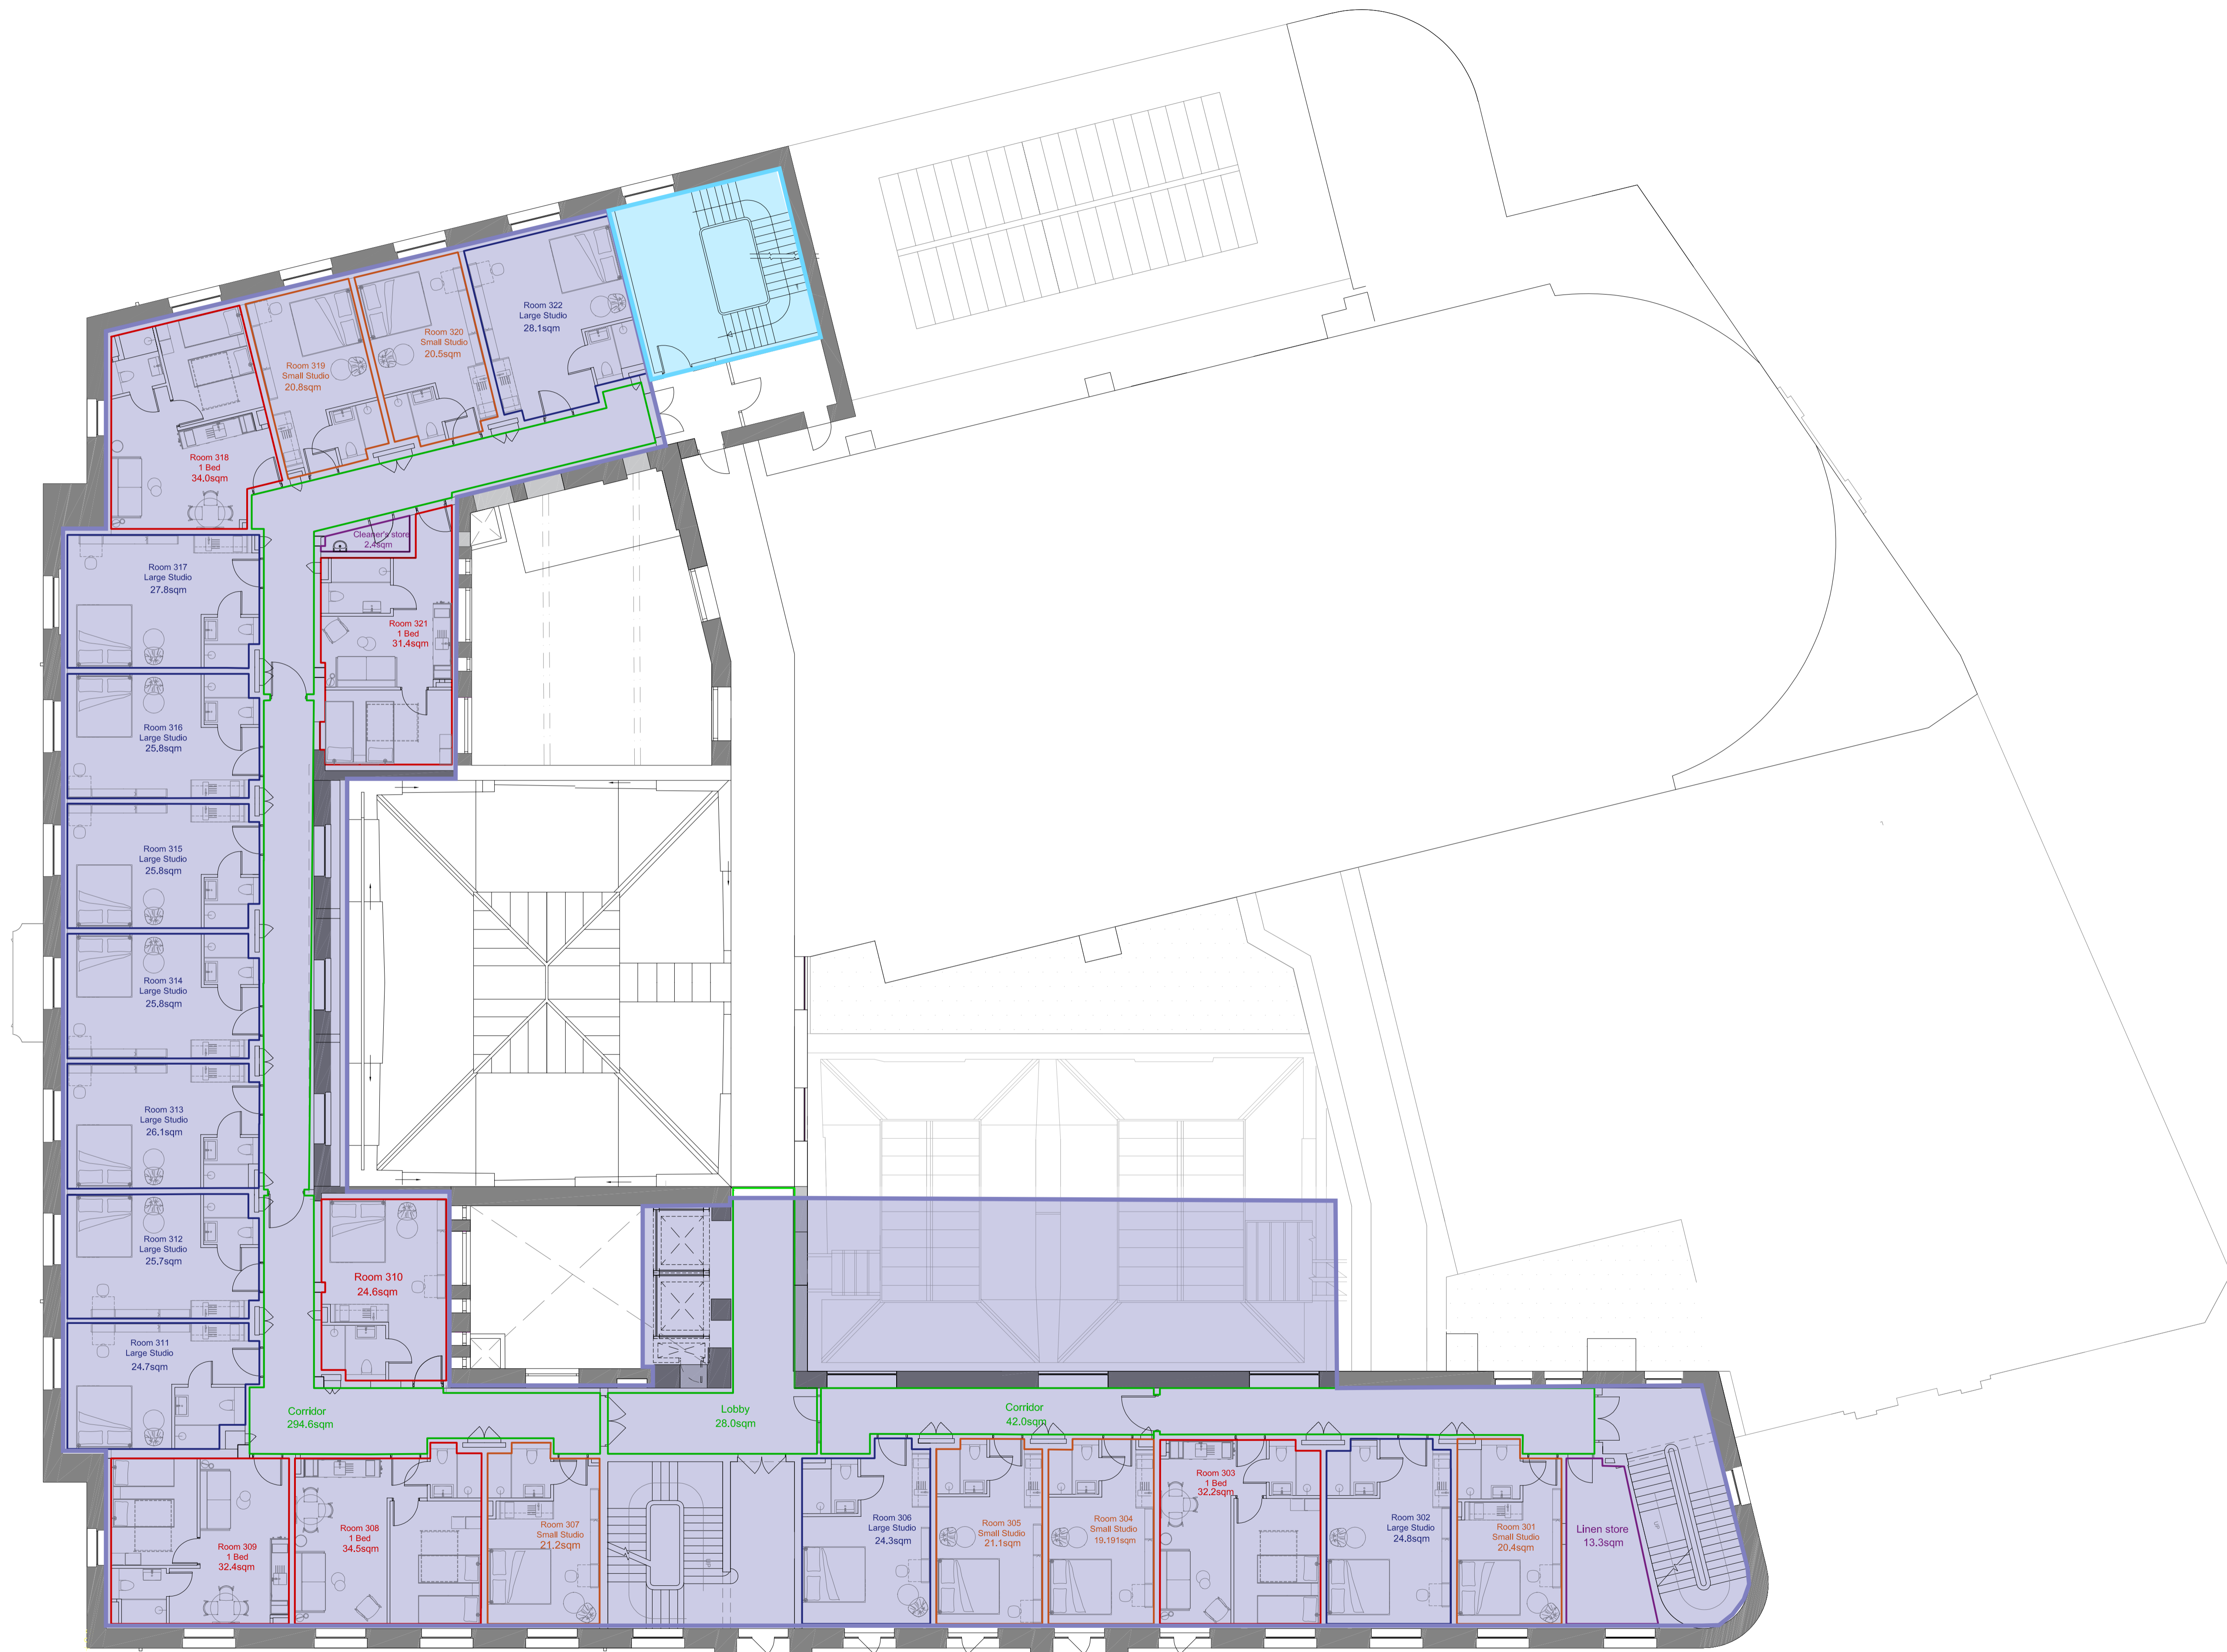 Room 322
Large Studio
28.1sqm
Room 320
Small Studio
20.5sqm
Room 319
Small Studio
20.8sqm
Room 318
1 Bed
34.0sqm
Cleaner's store
2.4sqm
Room 317
Large Studio
27.8sqm
Room 321
1 Bed
31.4sqm
Room 316
Large Studio
25.8sqm
Room 315
Large Studio
25.8sqm
Room 314
Large Studio
25.8sqm
Room 313
Large Studio
26.1sqm
Room 312
Large Studio
25.7sqm
Room 310
24.6sqm
Room 311
Large Studio
24.7sqm
Corridor
294.6sqm
Lobby
28.0sqm
Corridor
42.0sqm
Room 309
1 Bed
32.4sqm
Room 308
1 Bed
34.5sqm
Room 307
Small Studio
21.2sqm
Room 306
Large Studio
24.3sqm
Room 305
Small Studio
21.1sqm
Room 304
Small Studio
19.191sqm
Room 303
1 Bed
32.2sqm
Room 302
Large Studio
24.8sqm
Room 301
Small Studio
20.4sqm
Linen store
13.3sqm